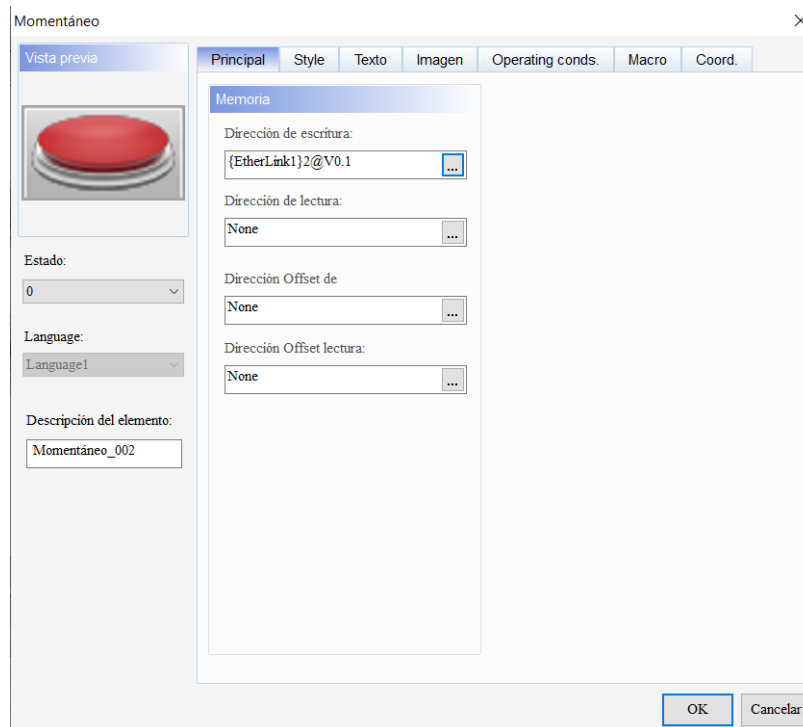 Momentáneo
Vista previa
Principal Style Texto Imagen Operating conds. Macro Coord.
Memoria
Dirección de escritura:
{EtherLink1}2@V0.1 ...
Dirección de lectura:
None ...
Dirección Offset de
None ...
Dirección Offset lectura:
None ...
Estado:
0
Language:
Language1
Descripción del elemento:
Momentáneo_002
OK Cancelar